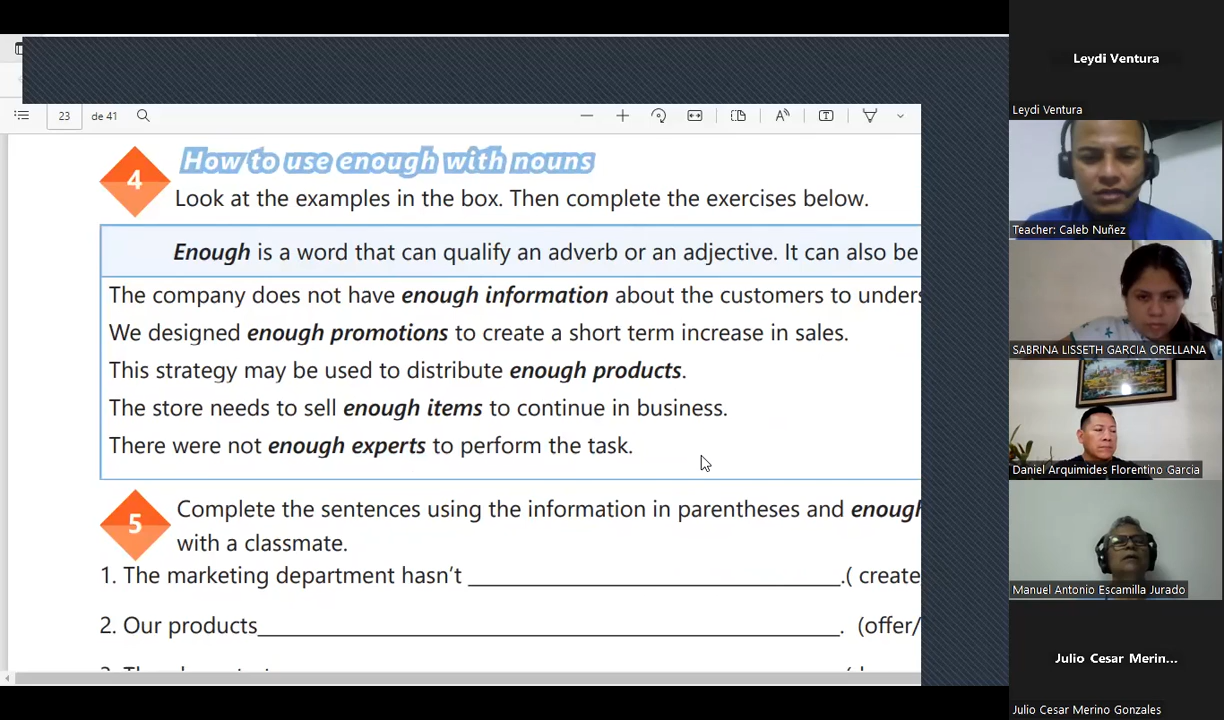 23 de 41
4
How to use enough with nouns
Look at the examples in the box. Then complete the exercises below.
Enough is a word that can qualify an adverb or an adjective. It can also be
The company does not have enough information about the customers to unders
We designed enough promotions to create a short term increase in sales.
This strategy may be used to distribute enough products.
The store needs to sell enough items to continue in business.
There were not enough experts to perform the task.
5
Complete the sentences using the information in parentheses and enough
with a classmate.
1. The marketing department hasn't ____________________.( create
2. Our products____________________. (offer/
Leydi Ventura
Leydi Ventura
Teacher: Caleb Nuñez
SABRINA LISSETH GARCIA ORELLANA
Daniel Arquimides Florentino Garcia
Manuel Antonio Escamilla Jurado
Julio Cesar Merin...
Julio Cesar Merino Gonzales